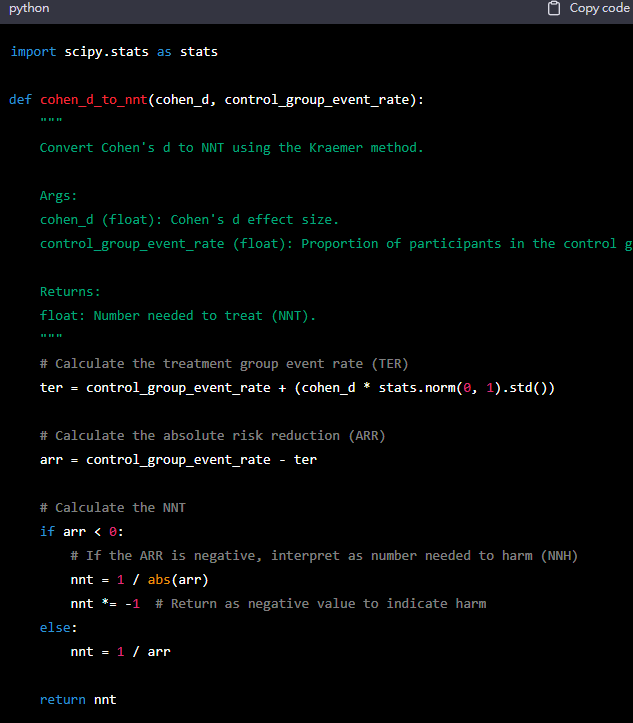 python
Copy code
import scipy.stats as stats
def cohen_d_to_nnt(cohen_d, control_group_event_rate):
"""
Convert Cohen's d to NNT using the Kraemer method.
Args:
cohen_d (float): Cohen's d effect size.
control_group_event_rate (float): Proportion of participants in the control g
Returns:
float: Number needed to treat (NNT).
"""
# Calculate the treatment group event rate (TER)
ter = control_group_event_rate + (cohen_d * stats.norm(0, 1).std())
# Calculate the absolute risk reduction (ARR)
arr = control_group_event_rate - ter
# Calculate the NNT
if arr < 0:
# If the ARR is negative, interpret as number needed to harm (NNH)
nnt = 1 / abs(arr)
nnt *= -1  # Return as negative value to indicate harm
else:
nnt = 1 / arr
return nnt